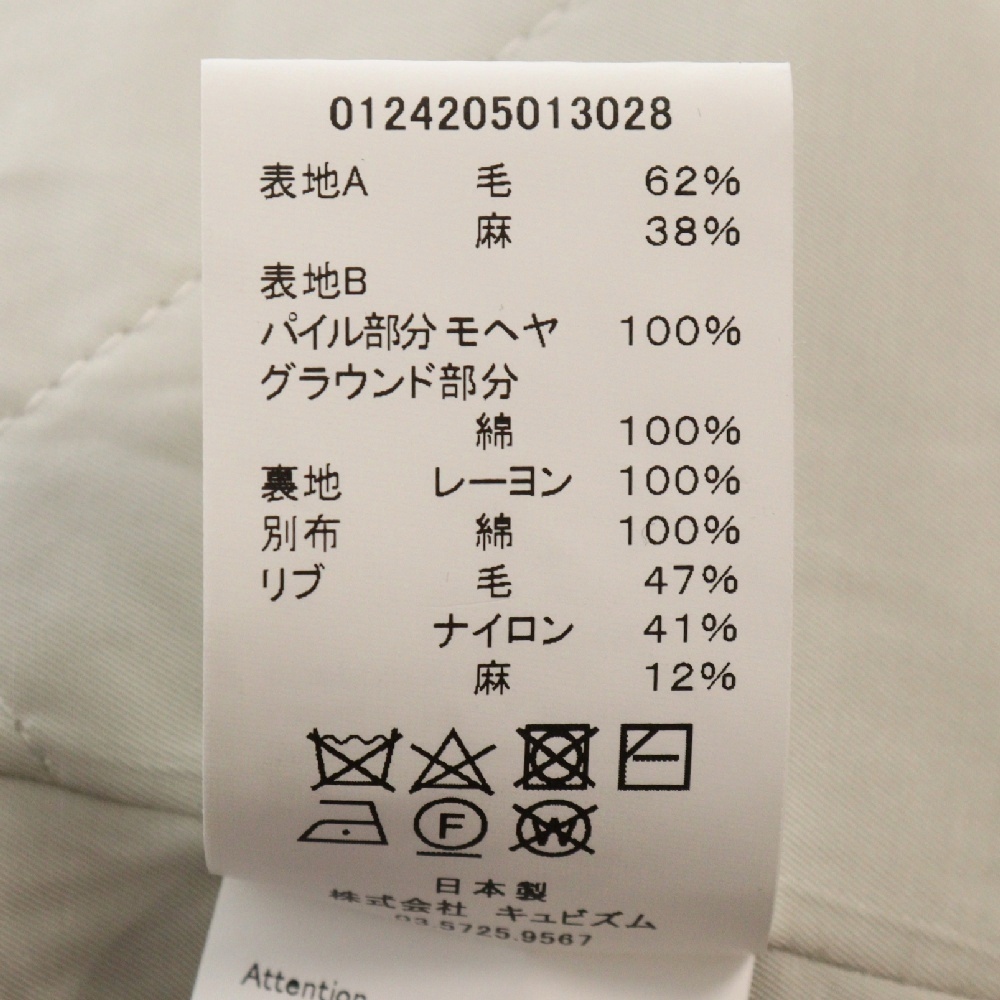 0124205013028
表地A 毛 62%
麻 38%
表地B
パイル部分 モヘヤ 100%
グラウンド部分
綿 100%
裏地 レーヨン 100%
別布 綿 100%
リブ 毛 47%
ナイロン 41%
麻 12%
F W
日本製
株式会社 キュビズム
03.5725.9567
Attention